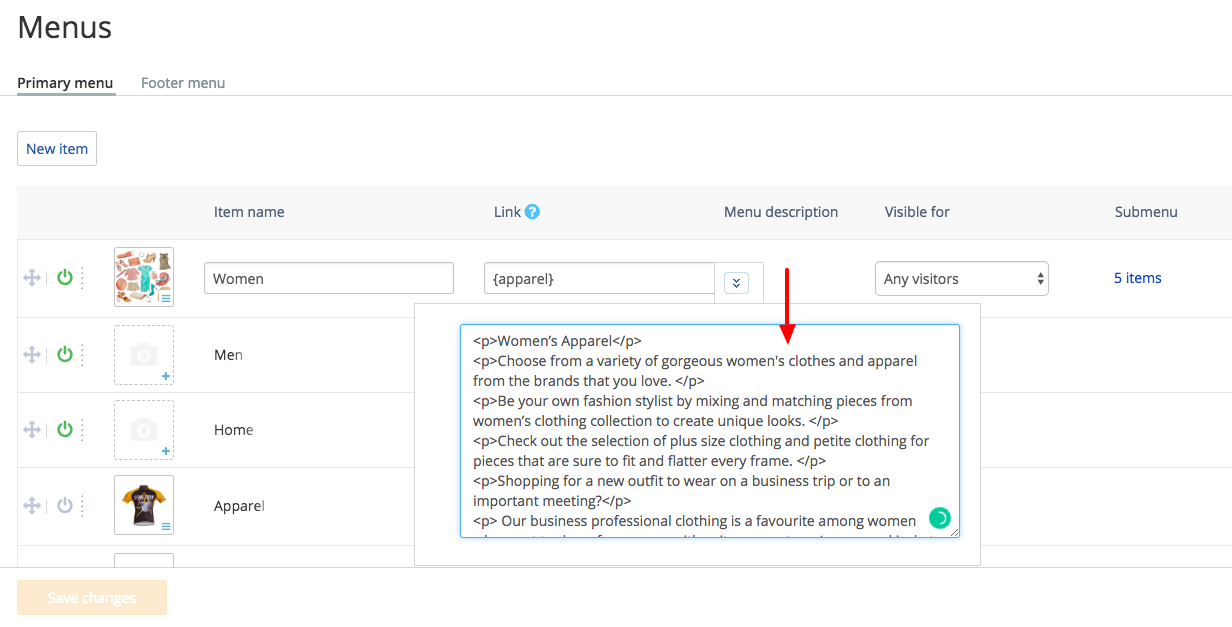 Menus
Primary menu Footer menu
New item
Item name Link ? Menu description Visible for Submenu
Women {apparel} Any visitors 5 items
<p>Women’s Apparel</p>
<p>Choose from a variety of gorgeous women's clothes and apparel
from the brands that you love. </p>
<p>Be your own fashion stylist by mixing and matching pieces from
women’s clothing collection to create unique looks. </p>
<p>Check out the selection of plus size clothing and petite clothing for
pieces that are sure to fit and flatter every frame. </p>
<p>Shopping for a new outfit to wear on a business trip or to an
important meeting?</p>
<p> Our business professional clothing is a favourite among women
Men
Home
Apparel
Save changes